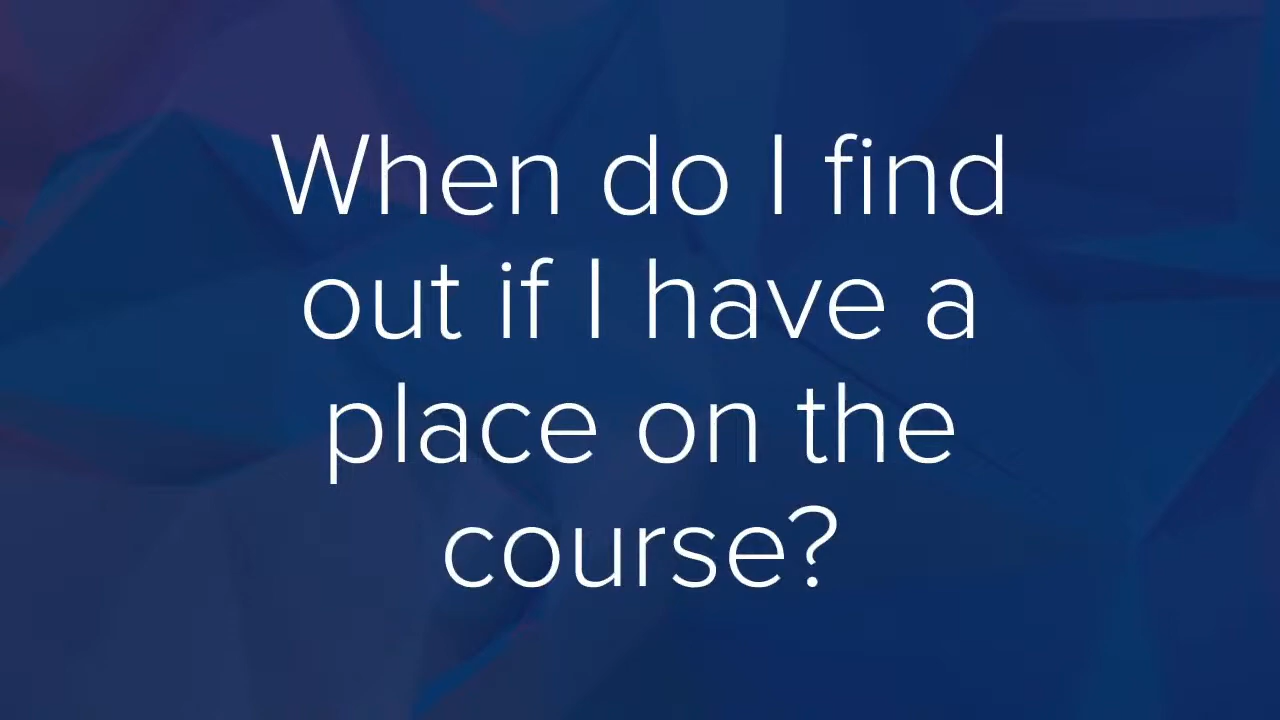 When do I find
out if I have a
place on the
course?